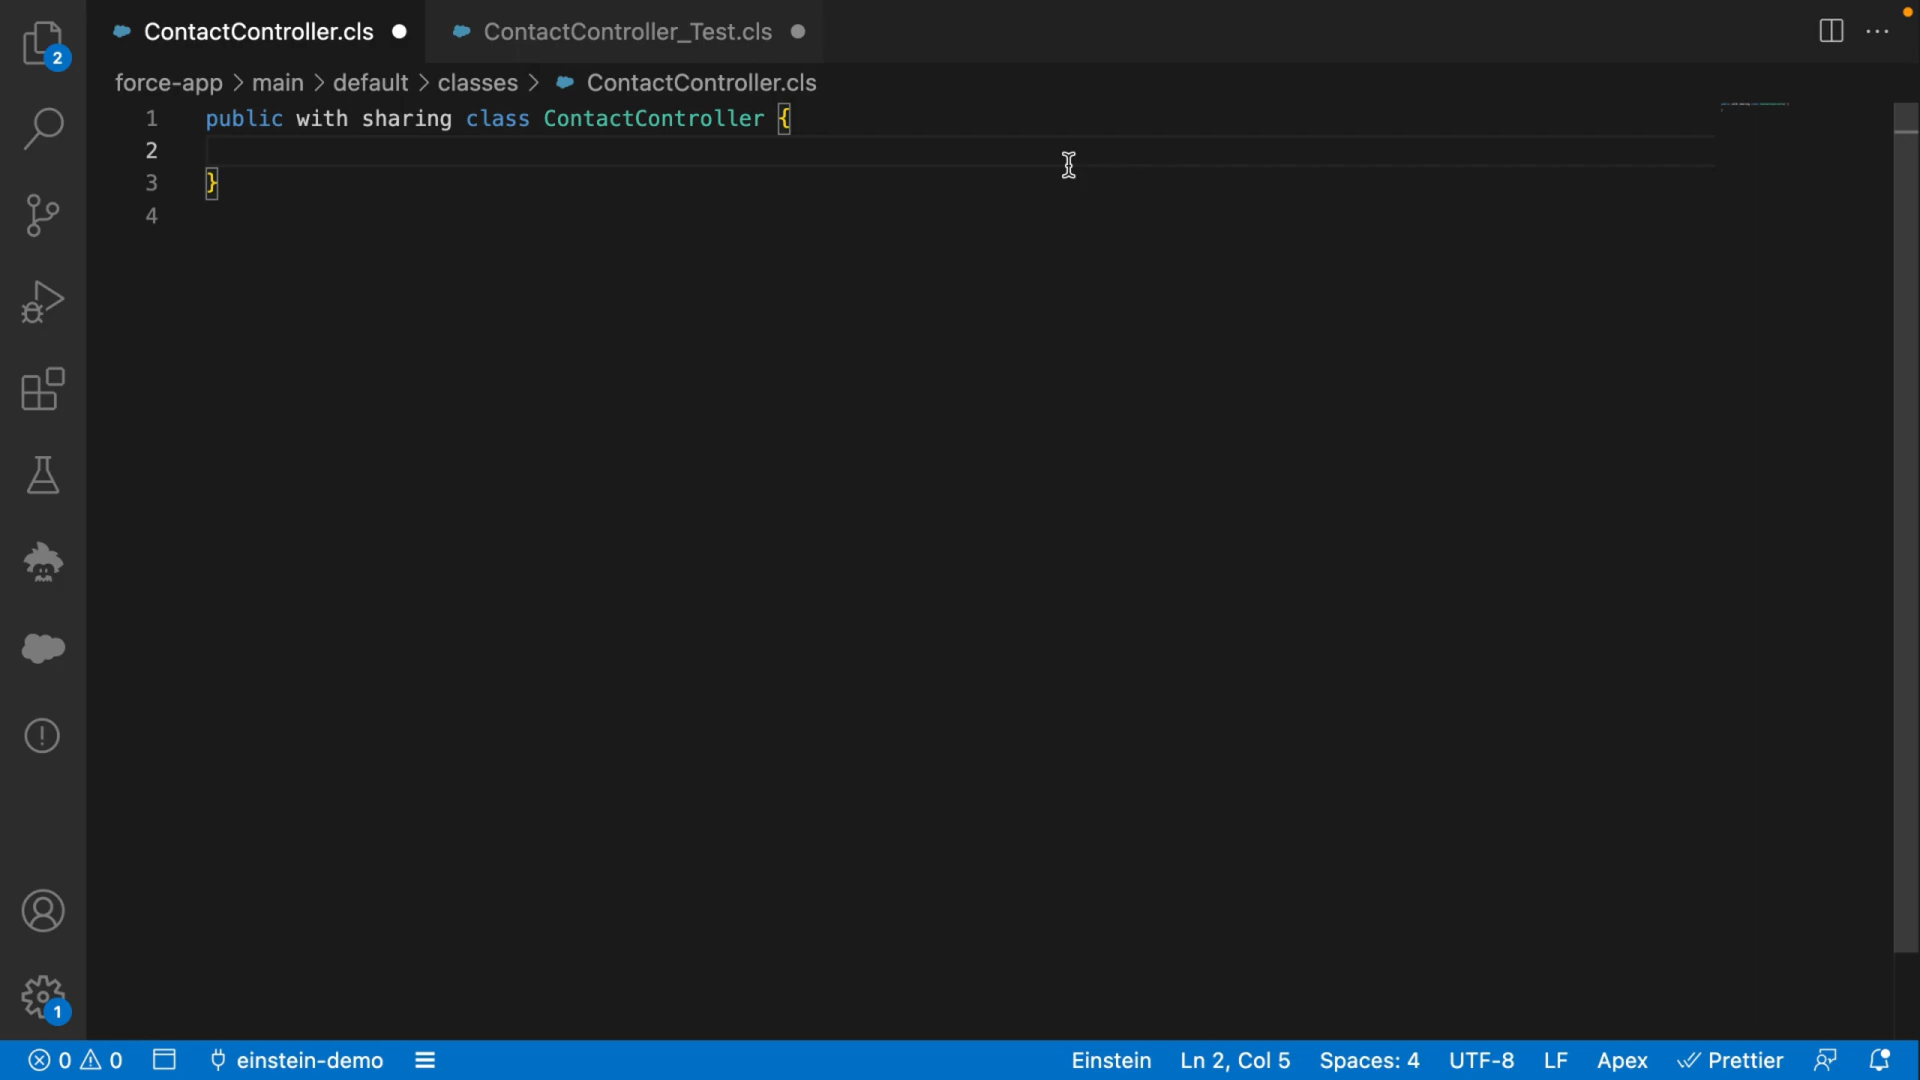 ContactController.cls
ContactController_Test.cls
2
force-app > main > default > classes > ContactController.cls
1 public with sharing class ContactController {
2
3 }
4
1
0 0 einstein-demo Einstein Ln 2, Col 5 Spaces: 4 UTF-8 LF Apex Prettier